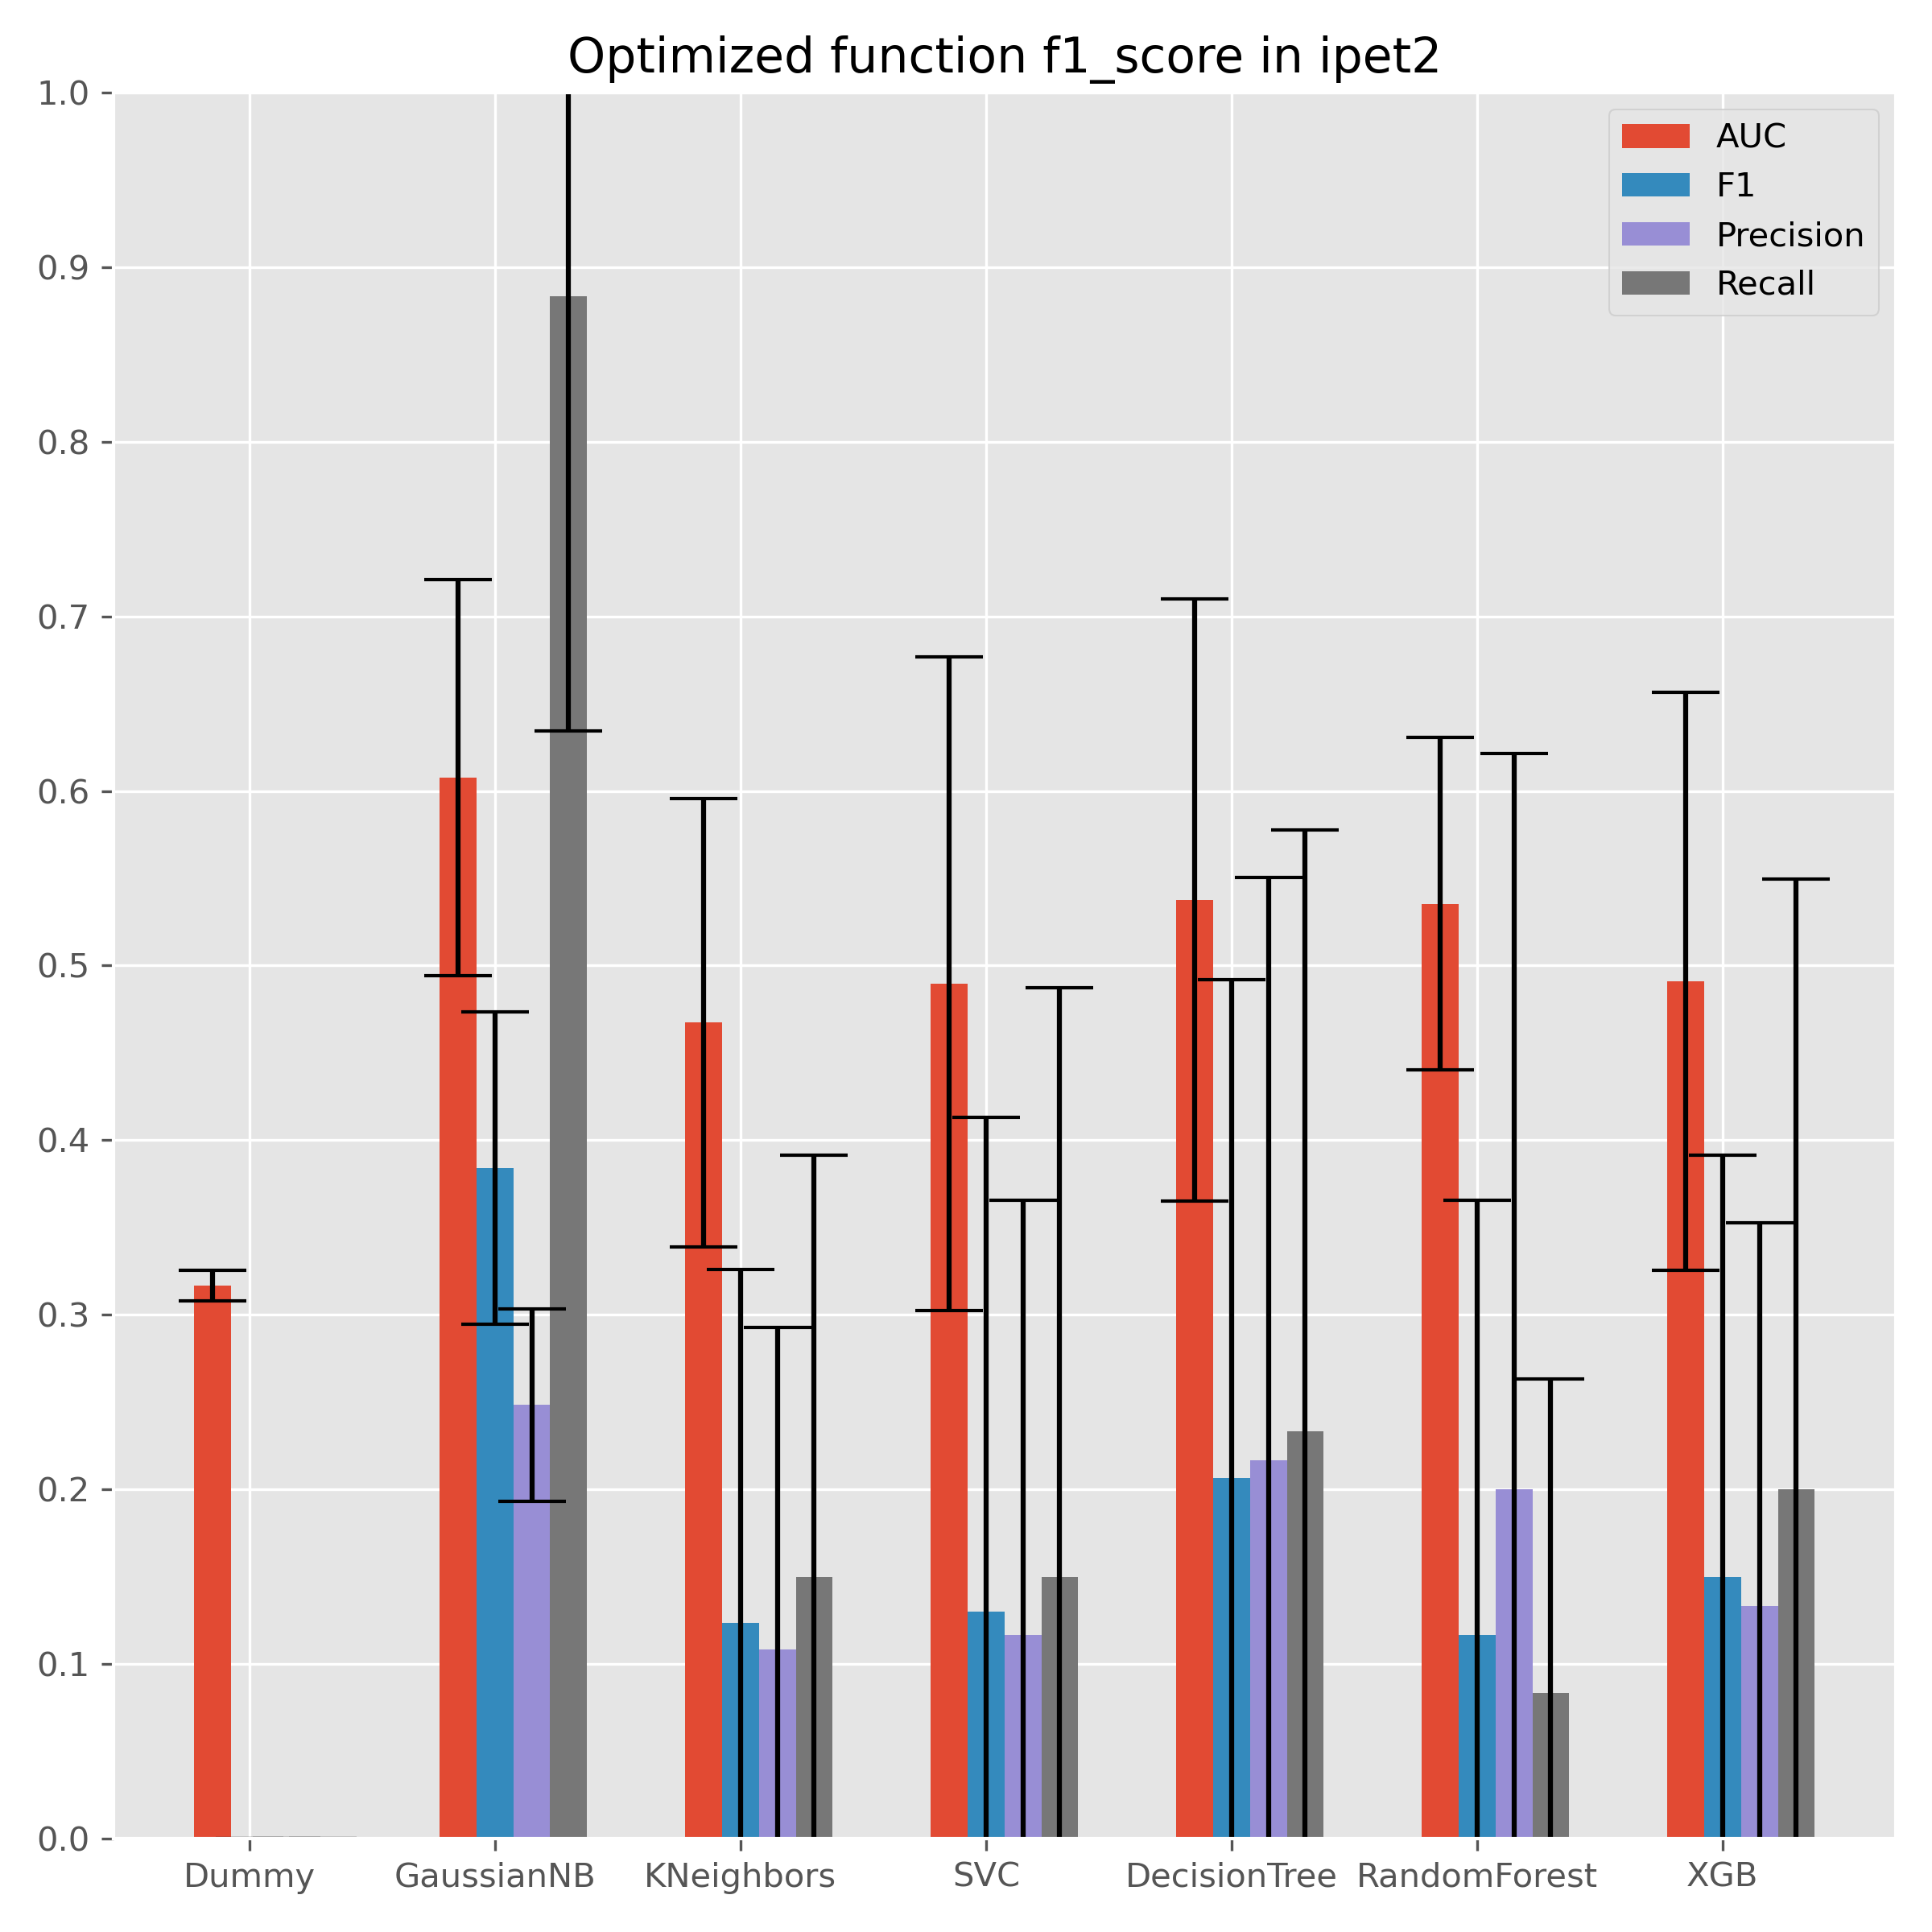 Optimized function f1_score in ipet2
1.0
0.9
0.8
0.7
0.6
0.5
0.4
0.3
0.2
0.1
0.0
AUC
F1
Precision
Recall
Dummy
GaussianNB
KNeighbors
SVC
DecisionTree
RandomForest
XGB